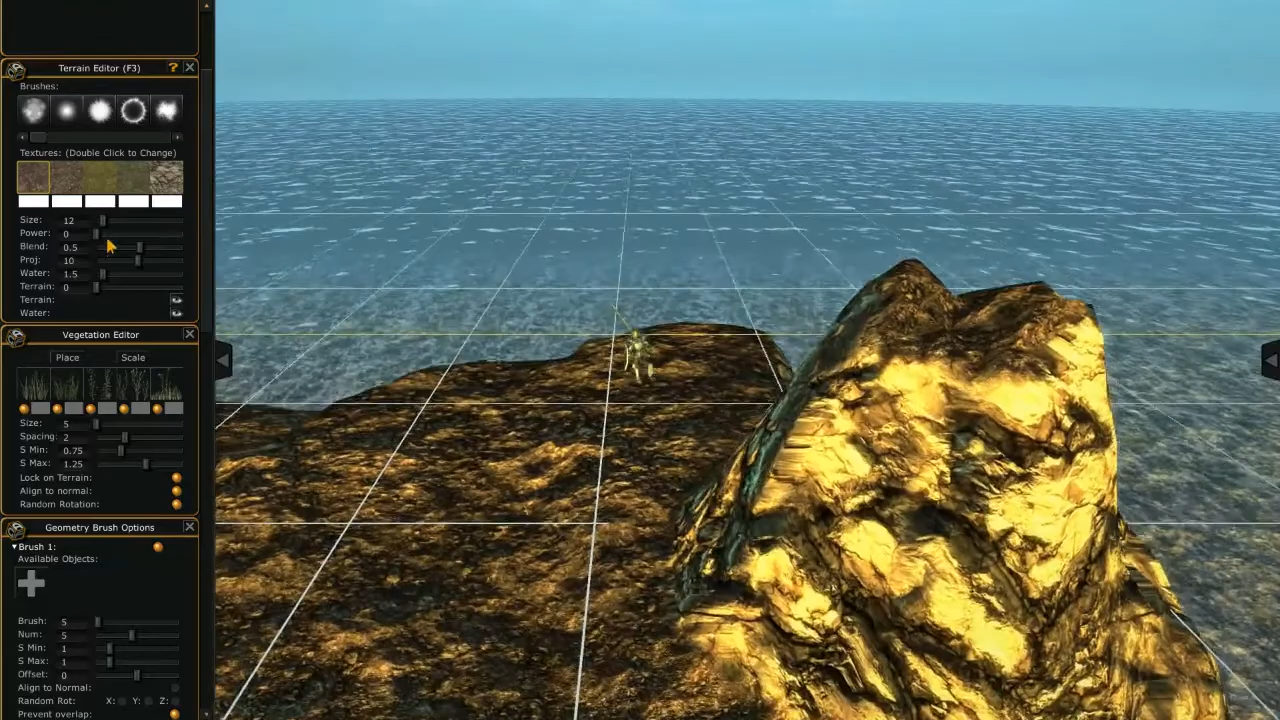 Terrain Editor (F3) ?
Brushes:
Textures: (Double Click to Change)
Size: 12
Power: 0
Blend: 0.5
Proj: 10
Water: 1.5
Terrain: 0
Terrain:
Water:
Vegetation Editor
Place Scale
Size: 5
Spacing: 2
S Min: 0.75
S Max: 1.25
Lock on Terrain:
Align to normal:
Random Rotation:
Geometry Brush Options
Brush 1:
Available Objects:
Brush: 5
Num: 5
S Min: 1
S Max: 1
Offset: 0
Align to Normal:
Random Rot: X: Y: Z:
Prevent overlap: